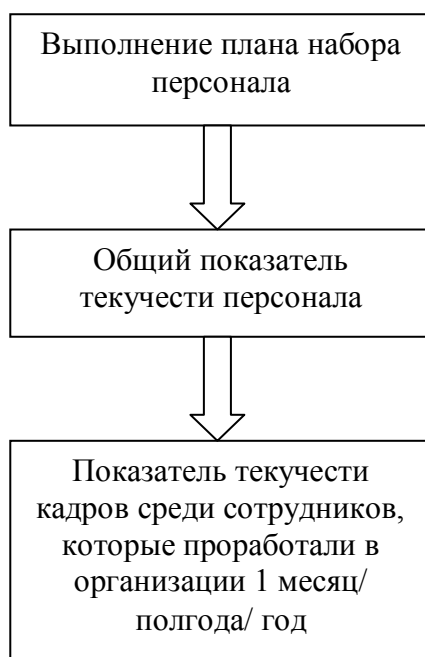 Выполнение плана набора
персонала
Общий показатель
текучести персонала
Показатель текучести
кадров среди сотрудников,
которые проработали в
организации 1 месяц/
полгода/ год